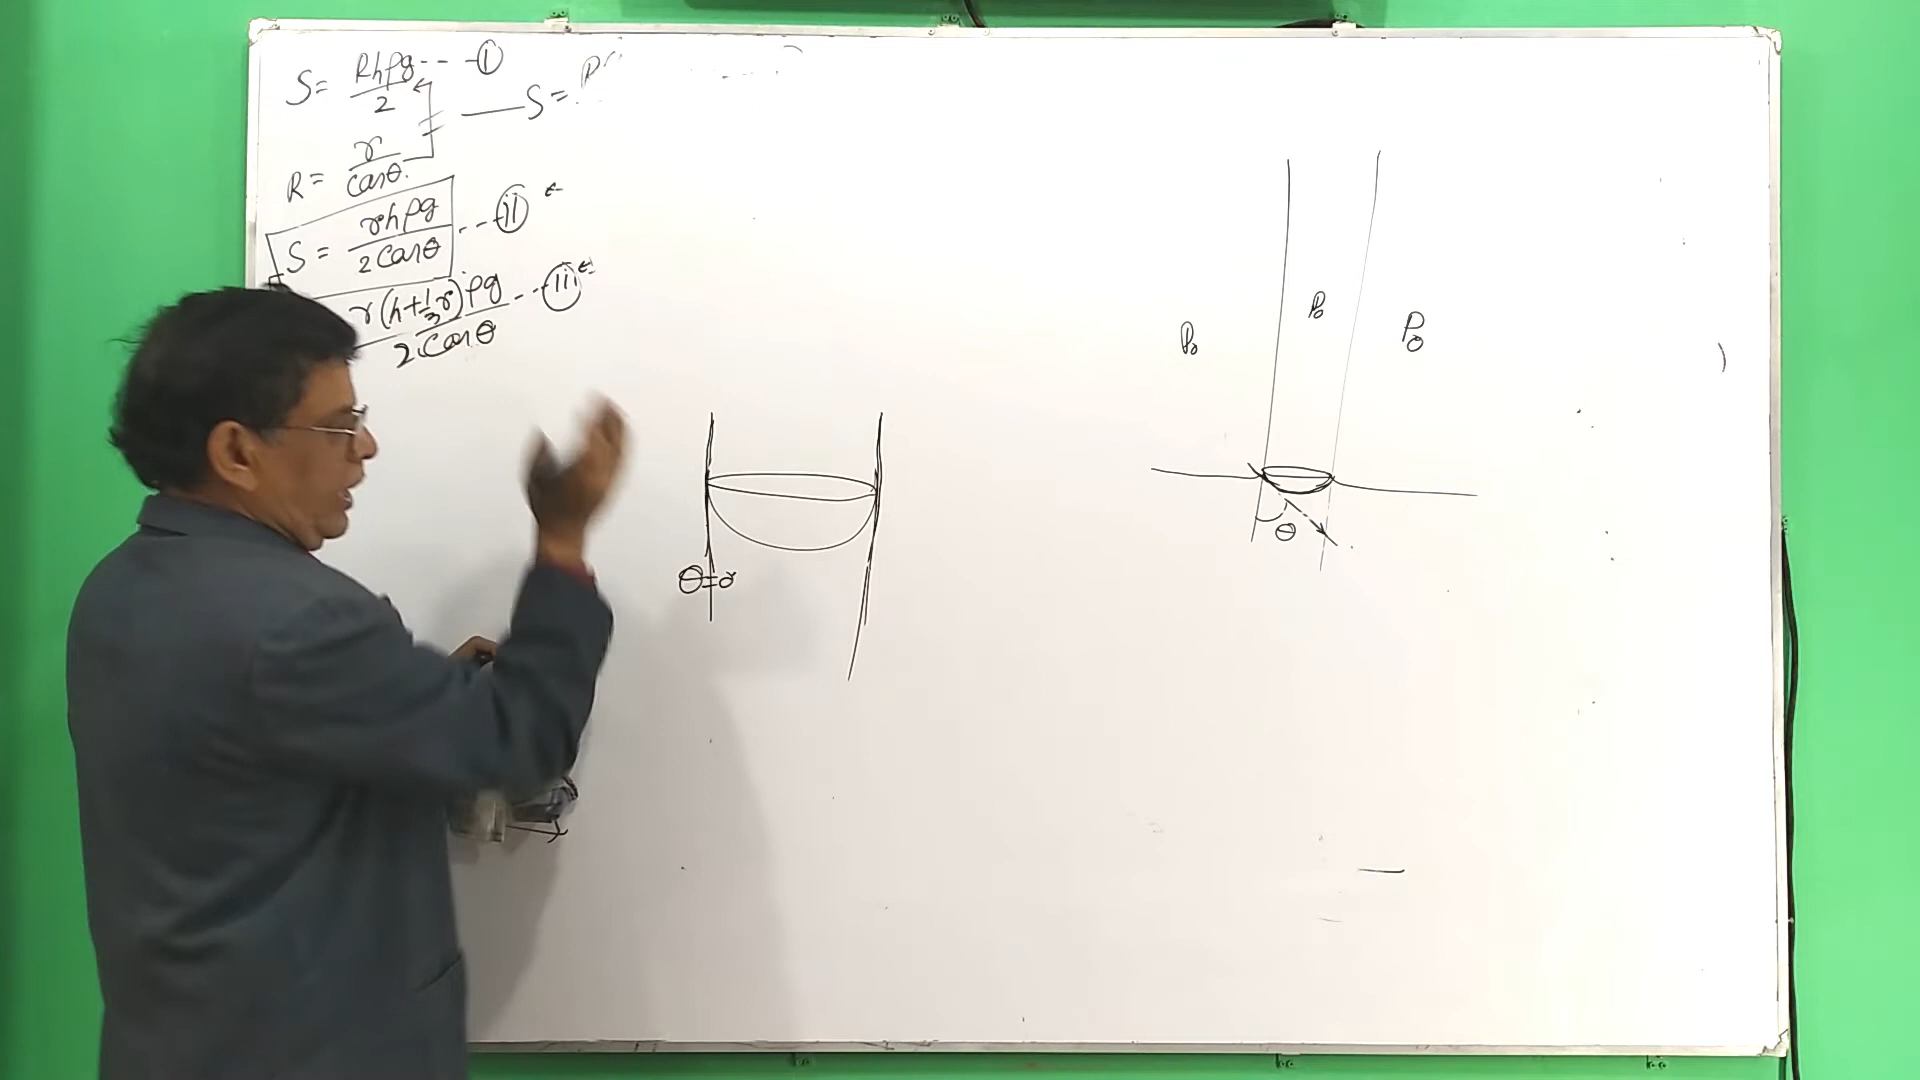 S = Rhρg/2 --- (i)
S =
R = r/cosθ.
S = rhρg/2cosθ --- (ii) ←
r(h+1/3r)ρg/2cosθ --- (iii) ←
P₀
P₀
P₀
θ
θ=0°